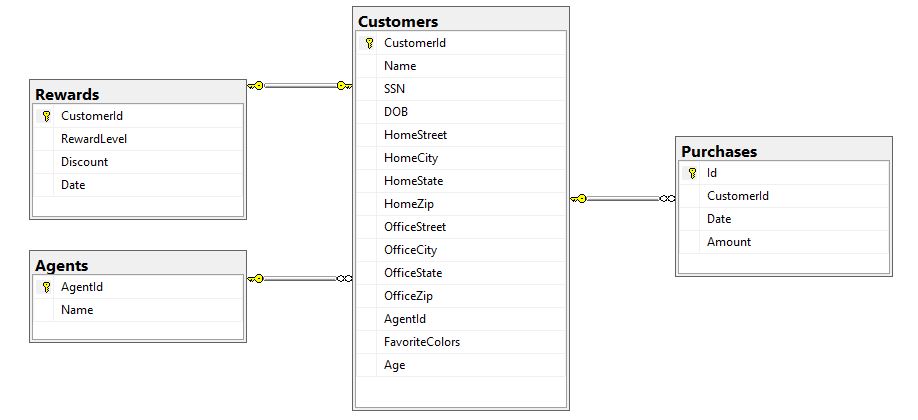 Rewards
CustomerId
RewardLevel
Discount
Date
Agents
AgentId
Name
Customers
CustomerId
Name
SSN
DOB
HomeStreet
HomeCity
HomeState
HomeZip
OfficeStreet
OfficeCity
OfficeState
OfficeZip
AgentId
FavoriteColors
Age
Purchases
Id
CustomerId
Date
Amount